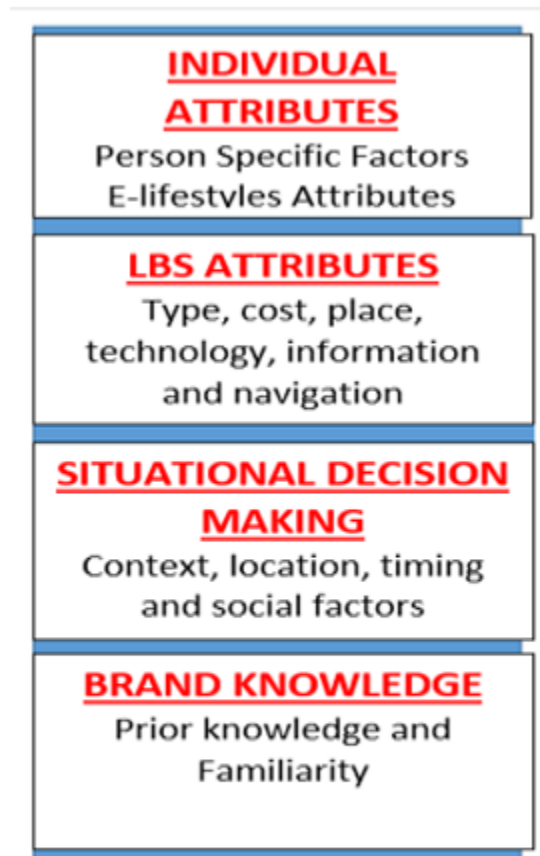 INDIVIDUAL
ATTRIBUTES
Person Specific Factors
E-lifestyles Attributes
LBS ATTRIBUTES
Type, cost, place,
technology, information
and navigation
SITUATIONAL DECISION
MAKING
Context, location, timing
and social factors
BRAND KNOWLEDGE
Prior knowledge and
Familiarity